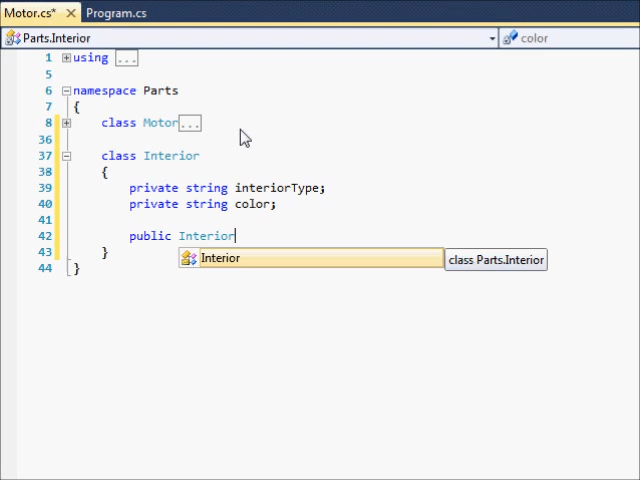 Motor.cs* X Program.cs
Parts.Interior color
1 using ...
5
6 namespace Parts
7 {
8 class Motor...
36
37 class Interior
38 {
39 private string interiorType;
40 private string color;
41
42 public Interior
43 }
Interior class Parts.Interior
44 }